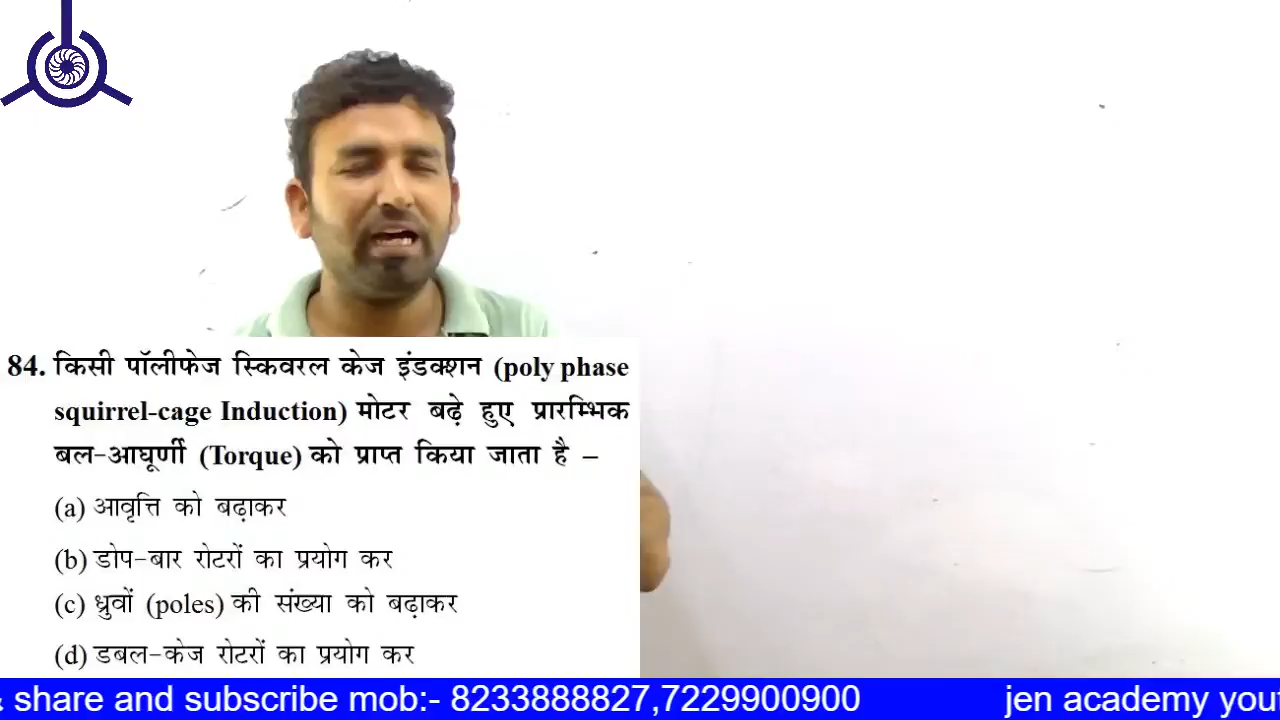 84. किसी पॉलीफेज स्किवरल केज इंडक्शन (poly phase
squirrel-cage Induction) मोटर बढ़े हुए प्रारम्भिक
बल-आघूर्णी (Torque) को प्राप्त किया जाता है –
(a) आवृत्ति को बढ़ाकर
(b) डोप-बार रोटरों का प्रयोग कर
(c) ध्रुवों (poles) की संख्या को बढ़ाकर
(d) डबल-केज रोटरों का प्रयोग कर
& share and subscribe mob:- 8233888827,7229900900 jen academy you